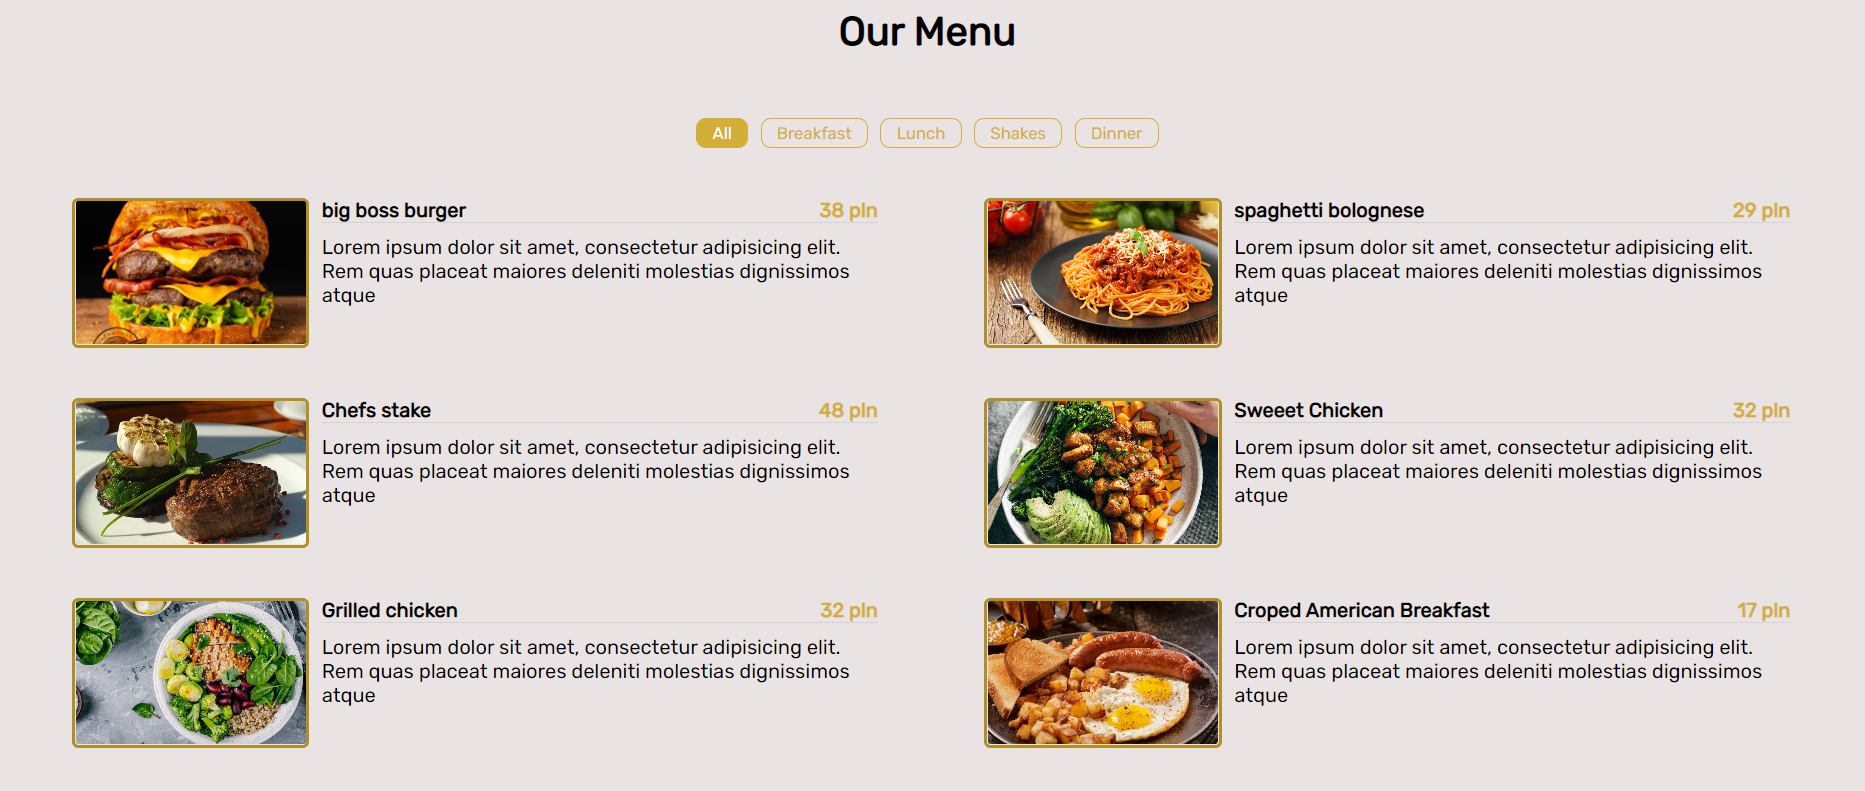 Our Menu
All
Breakfast
Lunch
Shakes
Dinner
big boss burger 38 pln
Lorem ipsum dolor sit amet, consectetur adipisicing elit.
Rem quas placeat maiores deleniti molestias dignissimos
atque
spaghetti bolognese 29 pln
Lorem ipsum dolor sit amet, consectetur adipisicing elit.
Rem quas placeat maiores deleniti molestias dignissimos
atque
Chefs stake 48 pln
Lorem ipsum dolor sit amet, consectetur adipisicing elit.
Rem quas placeat maiores deleniti molestias dignissimos
atque
Sweeet Chicken 32 pln
Lorem ipsum dolor sit amet, consectetur adipisicing elit.
Rem quas placeat maiores deleniti molestias dignissimos
atque
Grilled chicken 32 pln
Lorem ipsum dolor sit amet, consectetur adipisicing elit.
Rem quas placeat maiores deleniti molestias dignissimos
atque
Croped American Breakfast 17 pln
Lorem ipsum dolor sit amet, consectetur adipisicing elit.
Rem quas placeat maiores deleniti molestias dignissimos
atque